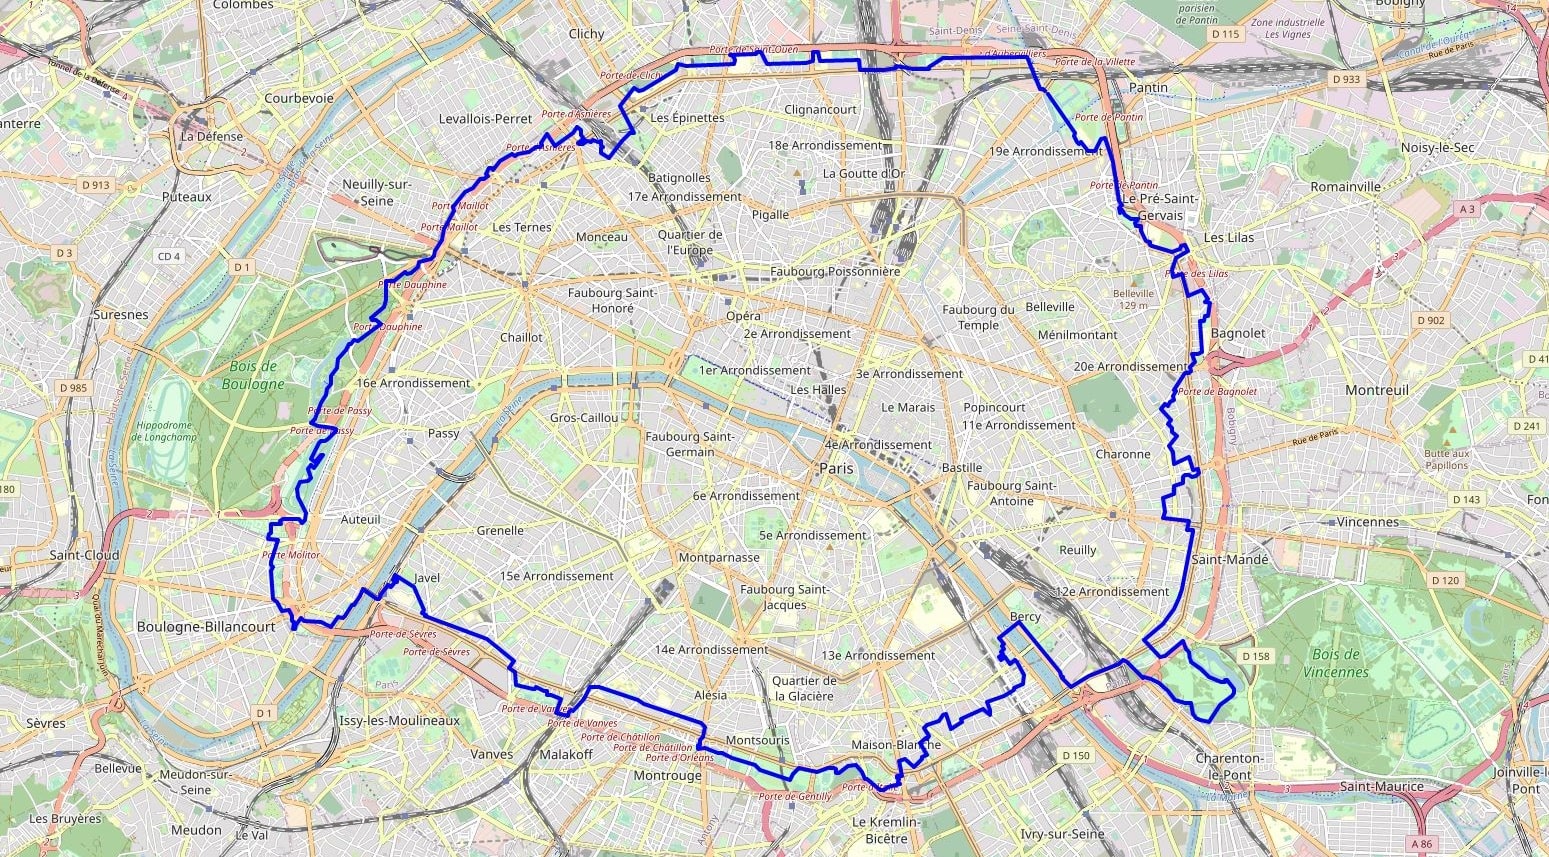 Colombes
Clichy
parisien
de Pantin
Zone industrielle
Les Vignes
D 115
Bobigny
14
Saint-Denis
Seine-Saint-Denis
Porte de Saint-Ouen
d'Aubervilliers
Porte de la Villette
Canal de l'Ourcq
Rue de Paris
D 933
Tunnel de la Défense
4
Porte de Clichy
Pantin
Courbevoie
Levallois-Perret
Porte d'Asnières
Les Épinettes
Clignancourt
Porte de Pantin
anterre
La Défense
2
Porte d'Asnières
18e Arrondissement
19e Arrondissement
Noisy-le-Sec
D 913
Puteaux
Neuilly-sur-
Seine
Batignolles
17e Arrondissement
La Goutte d'Or
Porte de Pantin
Romainville
Porte Maillot
Porte Maillot
Les Ternes
Monceau
Pigalle
Quartier de
l'Europe
Le Pré-Saint-
Gervais
A 3
Les Lilas
3
D 3
CD 4
D 1
Faubourg Poissonnière
Porte des Lilas
Porte Dauphine
Faubourg Saint-
Honoré
Belleville
129 m
Suresnes
Opéra
Faubourg du
Temple
Belleville
D 902
Porte Dauphine
Chaillot
2e Arrondissement
Ménilmontant
Bagnolet
Bois de
Boulogne
16e Arrondissement
1er Arrondissement
3e Arrondissement
20e Arrondissement
D 41
D 985
Les Halles
Porte de Bagnolet
Montreuil
Porte de Passy
Hippodrome
de Longchamp
Porte de Passy
La Seine
Gros-Caillou
Le Marais
Popincourt
11e Arrondissement
Bobigny
D 241
Passy
Faubourg Saint-
Germain
4e Arrondissement
Rue de Paris
Butte aux
Papillons
Charonne
180
Paris
Bastille
6e Arrondissement
Faubourg Saint-
Antoine
D 143
Fon
2
1
Auteuil
Grenelle
5e Arrondissement
Vincennes
Saint-Cloud
Porte Molitor
Montparnasse
Reuilly
Saint-Mandé
Javel
15e Arrondissement
Faubourg Saint-
Jacques
12e Arrondissement
D 120
Boulogne-Billancourt
Bercy
Porte de Sèvres
Porte de Sèvres
14e Arrondissement
13e Arrondissement
D 158
Bois de
Vincennes
Paris
Quartier de
la Glacière
Alésia
D 1
Issy-les-Moulineaux
Porte de Vanves
Porte de Vanves
Sèvres
Porte de Châtillon
Porte de Châtillon
Porte d'Orléans
Montsouris
Maison-Blanche
Vanves
Malakoff
D 150
Charenton-
le-Pont
Bellevue
Meudon-sur-
Seine
Montrouge
Joinville-le
Pont
Porte de Gentilly
La Marne
Saint-Maurice
Les Bruyères
Meudon
Le Val
Antony
Le Kremlin-
Bicêtre
Ivry-sur-Seine
A 86